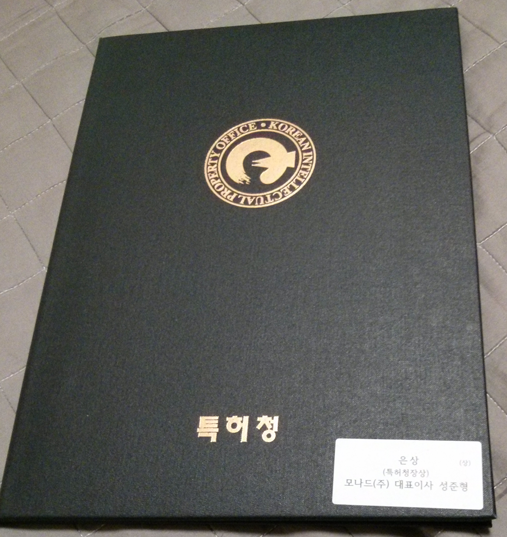 KOREAN INTELLECTUAL PROPERTY OFFICE
특허청
은상
(특허청장상)
모나드(주) 대표이사 성준형